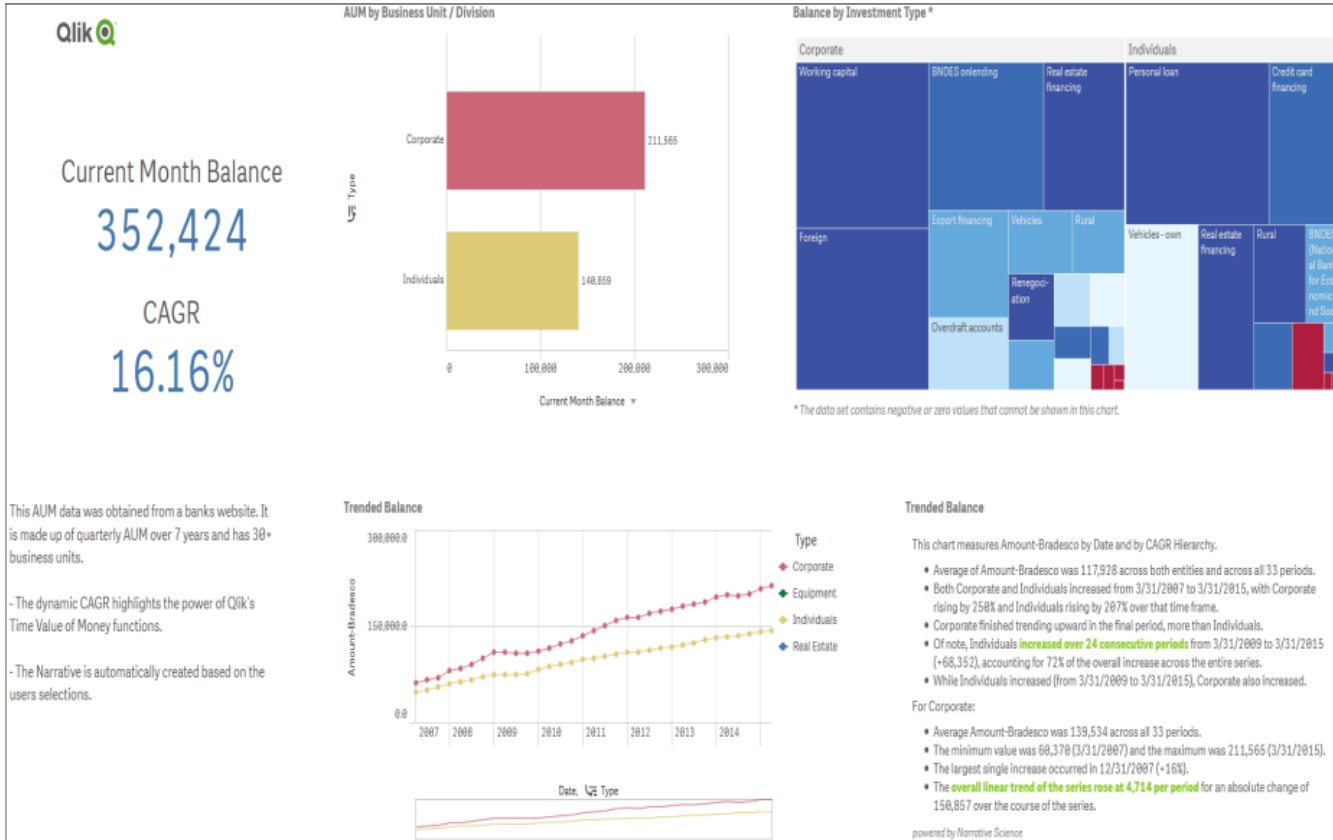 Qlik
Current Month Balance
352,424
CAGR
16.16%
AUM by Business Unit / Division
Type
Corporate
211,565
Individuals
140,859
0
100,000
200,000
300,000
Current Month Balance
Balance by Investment Type *
Corporate
Working capital
BNDES onlending
Real estate
financing
Foreign
Export financing
Vehicles
Rural
Renegoci-
ation
Overdraft accounts
Individuals
Personal loan
Credit card
financing
Vehicles - own
Real estate
financing
Rural
BNDES
(Nation
al Bank
for Eco
nomic
nd Soc
* The data set contains negative or zero values that cannot be shown in this chart.
This AUM data was obtained from a banks website. It
is made up of quarterly AUM over 7 years and has 30+
business units.
- The dynamic CAGR highlights the power of Qlik's
Time Value of Money functions.
- The Narrative is automatically created based on the
users selections.
Trended Balance
300,000.0
150,000.0
0.0
Amount-Bradesco
2007
2008
2009
2010
2011
2012
2013
2014
Date, Type
Type
Corporate
Equipment
Individuals
Real Estate
Trended Balance
This chart measures Amount-Bradesco by Date and by CAGR Hierarchy.
• Average of Amount-Bradesco was 117,928 across both entities and across all 33 periods.
• Both Corporate and Individuals increased from 3/31/2007 to 3/31/2015, with Corporate
rising by 250% and Individuals rising by 207% over that time frame.
• Corporate finished trending upward in the final period, more than Individuals.
• Of note, Individuals increased over 24 consecutive periods from 3/31/2009 to 3/31/2015
(+68,352), accounting for 72% of the overall increase across the entire series.
• While Individuals increased (from 3/31/2009 to 3/31/2015), Corporate also increased.
For Corporate:
• Average Amount-Bradesco was 139,534 across all 33 periods.
• The minimum value was 60,370 (3/31/2007) and the maximum was 211,565 (3/31/2015).
• The largest single increase occurred in 12/31/2007 (+16%).
• The overall linear trend of the series rose at 4,714 per period for an absolute change of
150,857 over the course of the series.
powered by Narrative Science